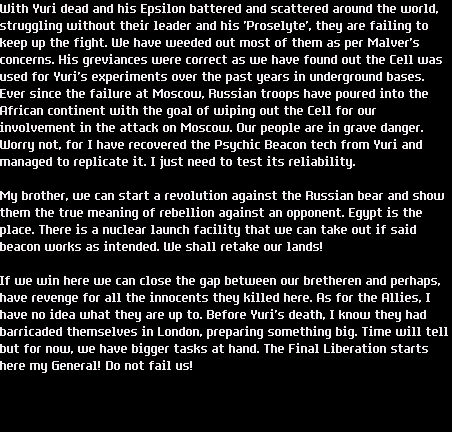 With Yuri dead and his Epsilon battered and scattered around the world,
struggling without their leader and his 'Proselyte', they are failing to
keep up the fight. We have weeded out most of them as per Malver's
concerns. His greviances were correct as we have found out the Cell was
used for Yuri's experiments over the past years in underground bases.
Ever since the failure at Moscow, Russian troops have poured into the
African continent with the goal of wiping out the Cell for our
involvement in the attack on Moscow. Our people are in grave danger.
Worry not, for I have recovered the Psychic Beacon tech from Yuri and
managed to replicate it. I just need to test its reliability.

My brother, we can start a revolution against the Russian bear and show
them the true meaning of rebellion against an opponent. Egypt is the
place. There is a nuclear launch facility that we can take out if said
beacon works as intended. We shall retake our lands!

If we win here we can close the gap between our bretheren and perhaps,
have revenge for all the innocents they killed here. As for the Allies, I
have no idea what they are up to. Before Yuri's death, I know they had
barricaded themselves in London, preparing something big. Time will tell
but for now, we have bigger tasks at hand. The Final Liberation starts
here my General! Do not fail us!